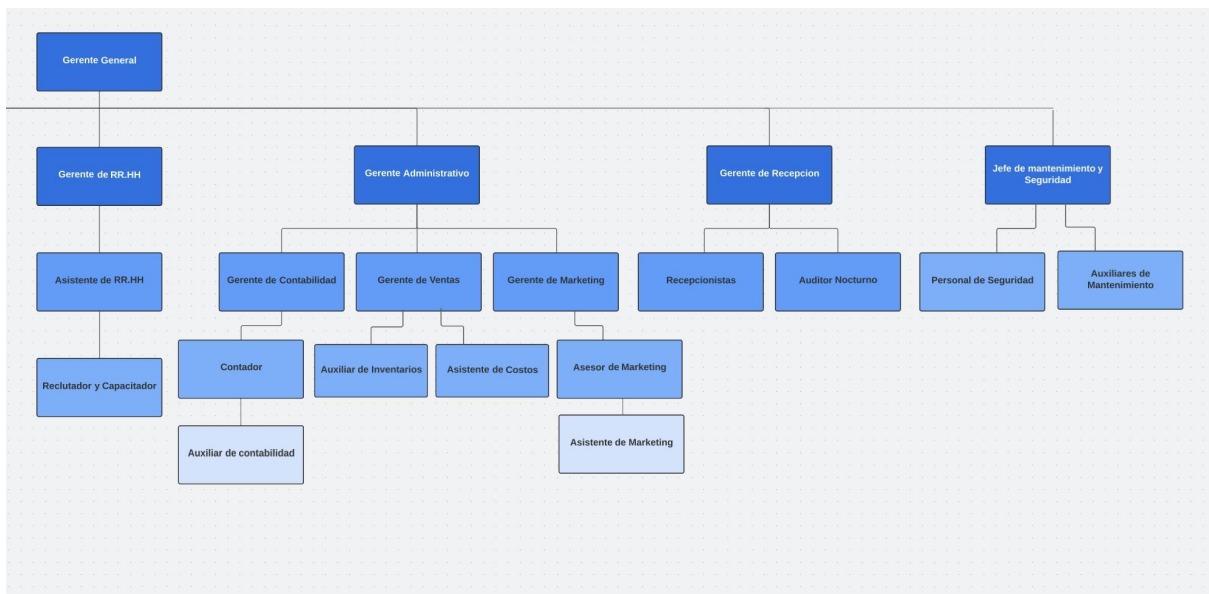 Gerente General
Gerente de RR.HH
Gerente Administrativo
Gerente de Recepcion
Jefe de mantenimiento y
Seguridad
Asistente de RR.HH
Gerente de Contabilidad
Gerente de Ventas
Gerente de Marketing
Recepcionistas
Auditor Nocturno
Personal de Seguridad
Auxiliares de
Mantenimiento
Reclutador y Capacitador
Contador
Auxiliar de Inventarios
Asistente de Costos
Asesor de Marketing
Auxiliar de contabilidad
Asistente de Marketing